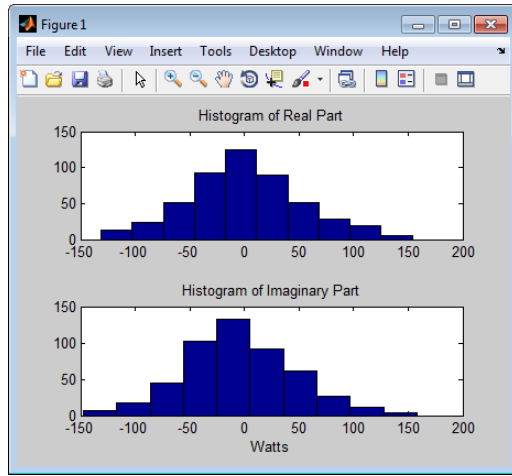 Figure 1
File Edit View Insert Tools Desktop Window Help
Histogram of Real Part
150
100
50
0
-150 -100 -50 0 50 100 150 200
Histogram of Imaginary Part
150
100
50
0
-150 -100 -50 0 50 100 150 200
Watts